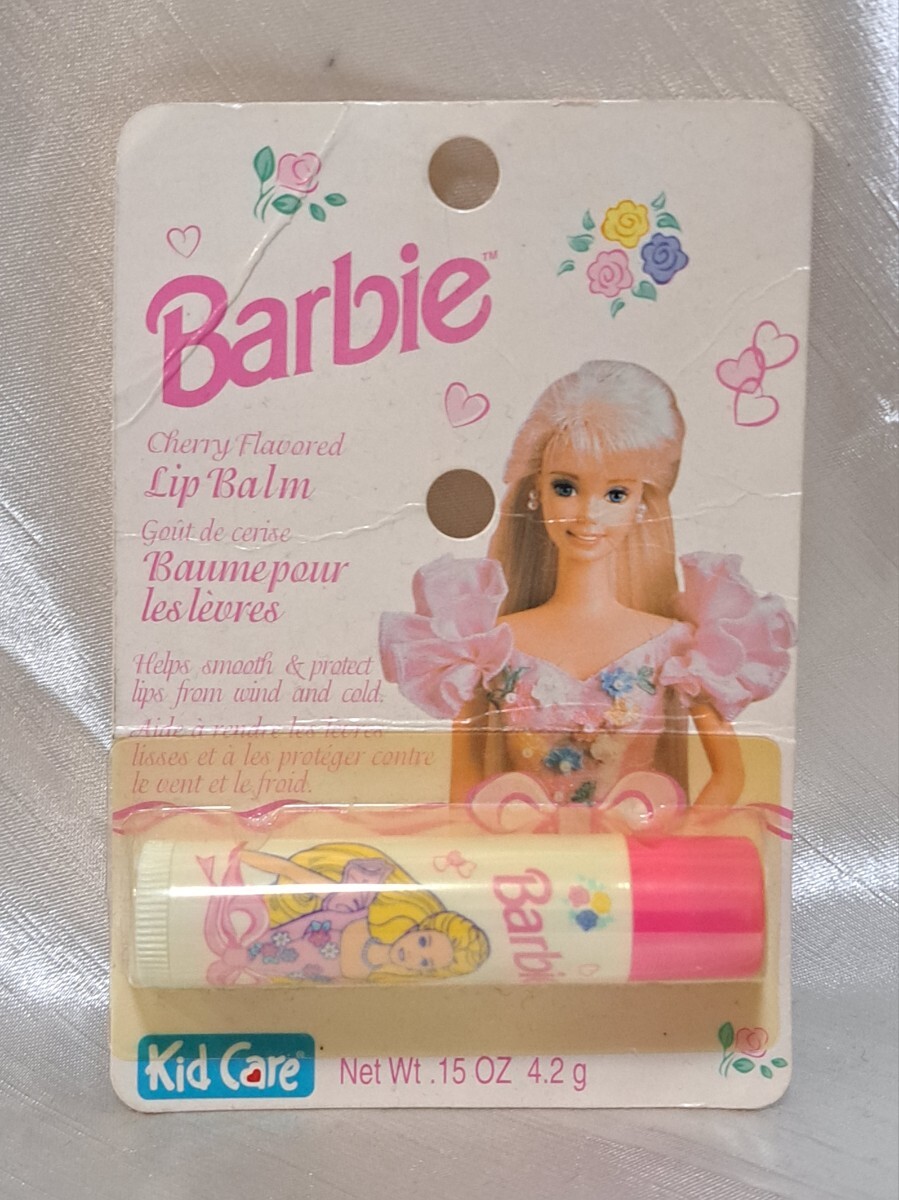 Barbie™
Cherry Flavored
Lip Balm
Goût de cerise
Baume pour
les lèvres
Helps smooth & protect
lips from wind and cold.
Aide à rendre les lèvres
lisses et à les protéger contre
le vent et le froid.
Barbie
Kid Care®
Net Wt .15 OZ 4.2 g